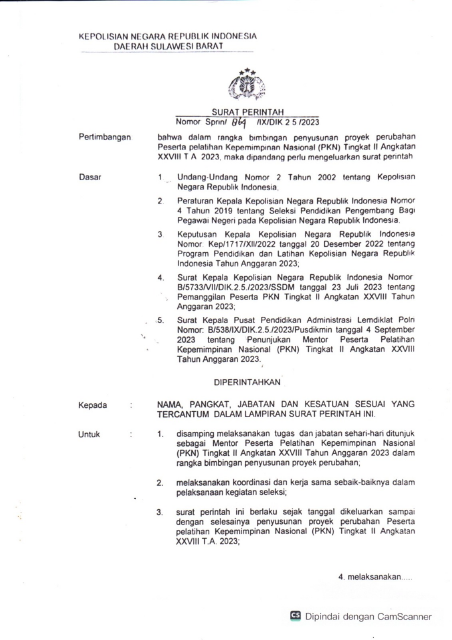 KEPOLISIAN NEGARA REPUBLIK INDONESIA
DAERAH SULAWESI BARAT
SURAT PERINTAH
Nomor Sprin/ /IX/DIK 2 5 /2023
Pertimbangan bahwa dalam rangka bimbingan penyusunan proyek perubahan
Peserta pelatihan Kepemimpinan Nasional (PKN) Tingkat II Angkatan
XXVIII T A 2023, maka dipandang perlu mengeluarkan surat perintah
Dasar 1 Undang-Undang Nomor 2 Tahun 2002 tentang Kepolisian
Negara Republik Indonesia,
2. Peraturan Kepala Kepolisian Negara Republik Indonesia Nomor
4 Tahun 2019 tentang Seleksi Pendidikan Pengembang Bagi
Pegawai Negeri pada Kepolisian Negara Republik Indonesia.
3. Keputusan Kepala Kepolisian Negara Republik Indonesia
Nomor: Kep/1717/XII/2022 tanggal 20 Desember 2022 tentang
Program Pendidikan dan Latihan Kepolisian Negara Republik
Indonesia Tahun Anggaran 2023;
4. Surat Kepala Kepolisian Negara Republik Indonesia Nomor
B/5733/VII/DIK.2.5./2023/SSDM tanggal 23 Juli 2023 tentang
Pemanggilan Peserta PKN Tingkat II Angkatan XXVIII Tahun
Anggaran 2023;
5. Surat Kepala Pusat Pendidikan Administrasi Lemdiklat Polri
Nomor: B/538/IX/DIK.2.5./2023/Pusdikmin tanggal 4 September
2023 tentang Penunjukan Mentor Peserta Pelatihan
Kepemimpinan Nasional (PKN) Tingkat II Angkatan XXVIII
Tahun Anggaran 2023.
DIPERINTAHKAN
Kepada : NAMA, PANGKAT, JABATAN DAN KESATUAN SESUAI YANG
TERCANTUM DALAM LAMPIRAN SURAT PERINTAH INI.
Untuk : 1. disamping melaksanakan tugas dan jabatan sehari-hari ditunjuk
sebagai Mentor Peserta Pelatihan Kepemimpinan Nasional
(PKN) Tingkat II Angkatan XXVIII Tahun Anggaran 2023 dalam
rangka bimbingan penyusunan proyek perubahan;
2. melaksanakan koordinasi dan kerja sama sebaik-baiknya dalam
pelaksanaan kegiatan seleksi;
3. surat perintah ini berlaku sejak tanggal dikeluarkan sampai
dengan selesainya penyusunan proyek perubahan Peserta
pelatihan Kepemimpinan Nasional (PKN) Tingkat II Angkatan
XXVIII T.A. 2023;
4. melaksanakan.....
CS Dipindai dengan CamScanner